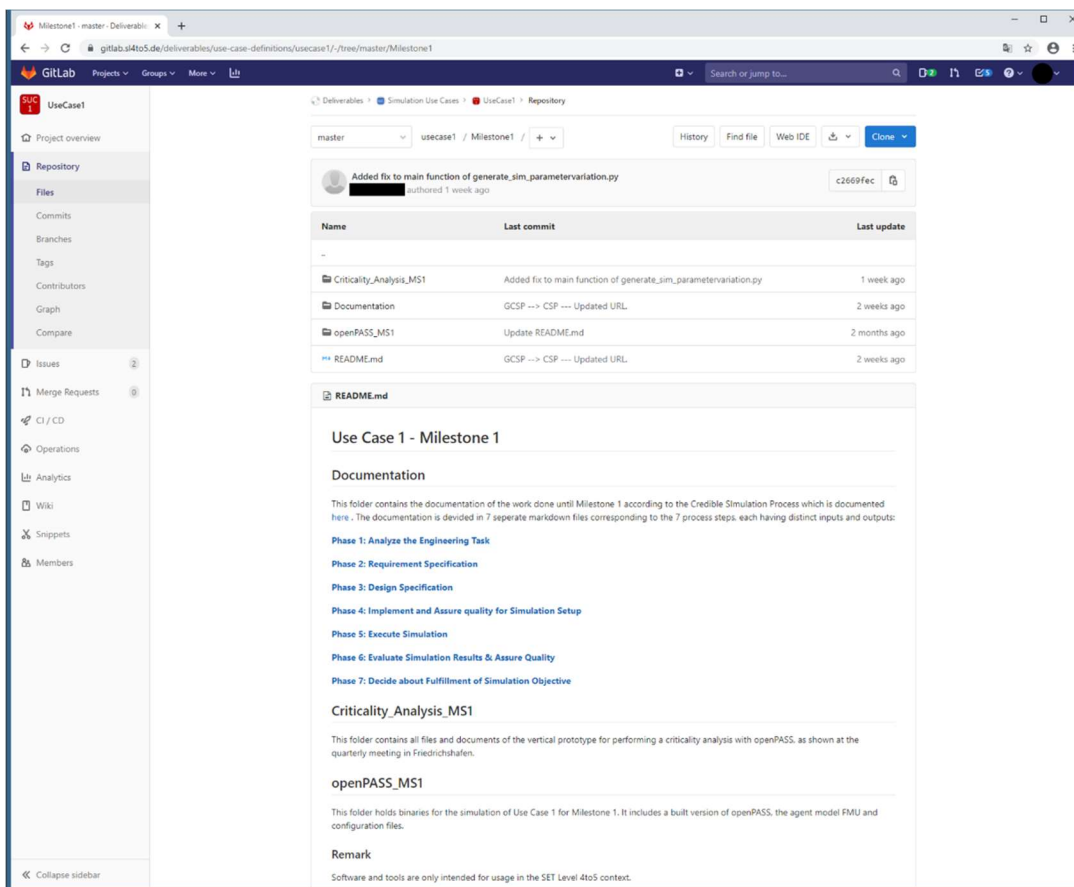 Milestone1 - master - Deliverable
gitlab.sl4to5.de/deliverables/use-case-definitions/usecase1/-/tree/master/Milestone1
GitLab Projects Groups More Search or jump to...
SUC 1 UseCase1
Project overview
Repository
Files
Commits
Branches
Tags
Contributors
Graph
Compare
Issues 2
Merge Requests 0
CI / CD
Operations
Analytics
Wiki
Snippets
Members
Collapse sidebar
Deliverables > Simulation Use Cases > UseCase1 > Repository
master usecase1 / Milestone1 / + History Find file Web IDE Clone
Added fix to main function of generate_sim_parametervariation.py
authored 1 week ago c2669fec
Name Last commit Last update
..
Criticality_Analysis_MS1 Added fix to main function of generate_sim_parametervariation.py 1 week ago
Documentation GCSP --> CSP --- Updated URL. 2 weeks ago
openPASS_MS1 Update README.md 2 months ago
README.md GCSP --> CSP --- Updated URL. 2 weeks ago
README.md
Use Case 1 - Milestone 1
Documentation
This folder contains the documentation of the work done until Milestone 1 according to the Credible SImulation Process which is documented
here . The documentation is devided in 7 seperate markdown files corresponding to the 7 process steps, each having distinct inputs and outputs:
Phase 1: Analyze the Engineering Task
Phase 2: Requirement Specification
Phase 3: Design Specification
Phase 4: Implement and Assure quality for Simulation Setup
Phase 5: Execute Simulation
Phase 6: Evaluate Simulation Results & Assure Quality
Phase 7: Decide about Fulfillment of Simulation Objective
Criticality_Analysis_MS1
This folder contains all files and documents of the vertical prototype for performing a criticality analysis with openPASS, as shown at the
quarterly meeting in Friedrichshafen.
openPASS_MS1
This folder holds binaries for the simulation of Use Case 1 for Milestone 1. It includes a built version of openPASS, the agent model FMU and
configuration files.
Remark
Software and tools are only intended for usage in the SET Level 4to5 context.